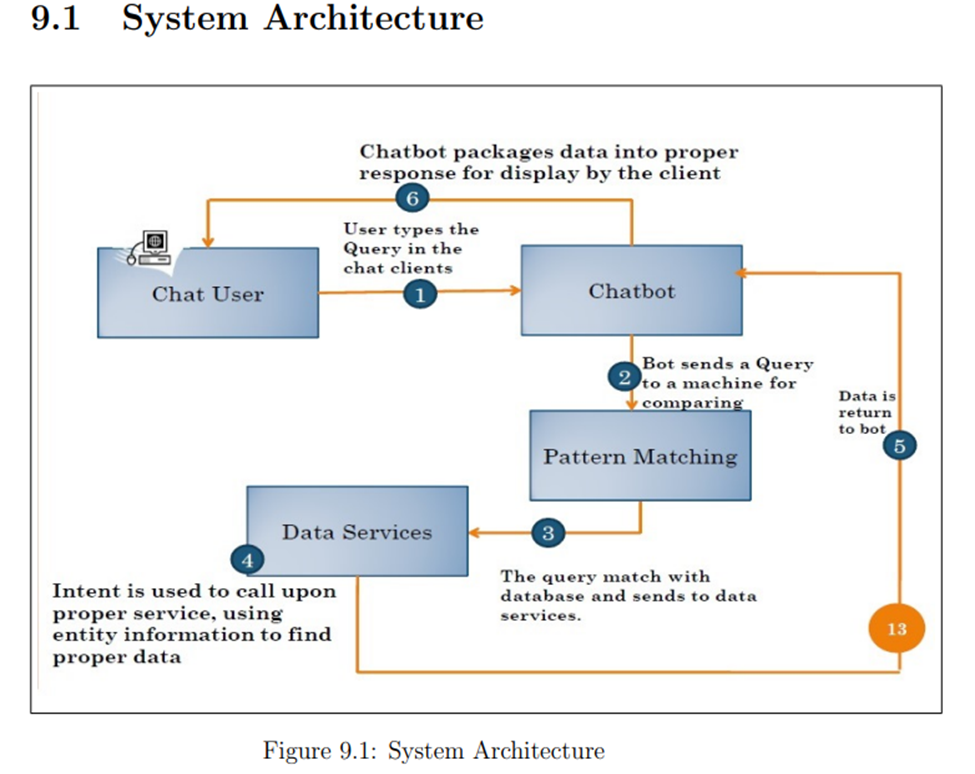 9.1 System Architecture
Chatbot packages data into proper
response for display by the client
6
User types the
Query in the
chat clients
1
Chat User
Chatbot
2
Bot sends a Query
to a machine for
comparing
Data is
return
to bot
5
Pattern Matching
Data Services
3
4
The query match with
database and sends to data
services.
Intent is used to call upon
proper service, using
entity information to find
proper data
13
Figure 9.1: System Architecture